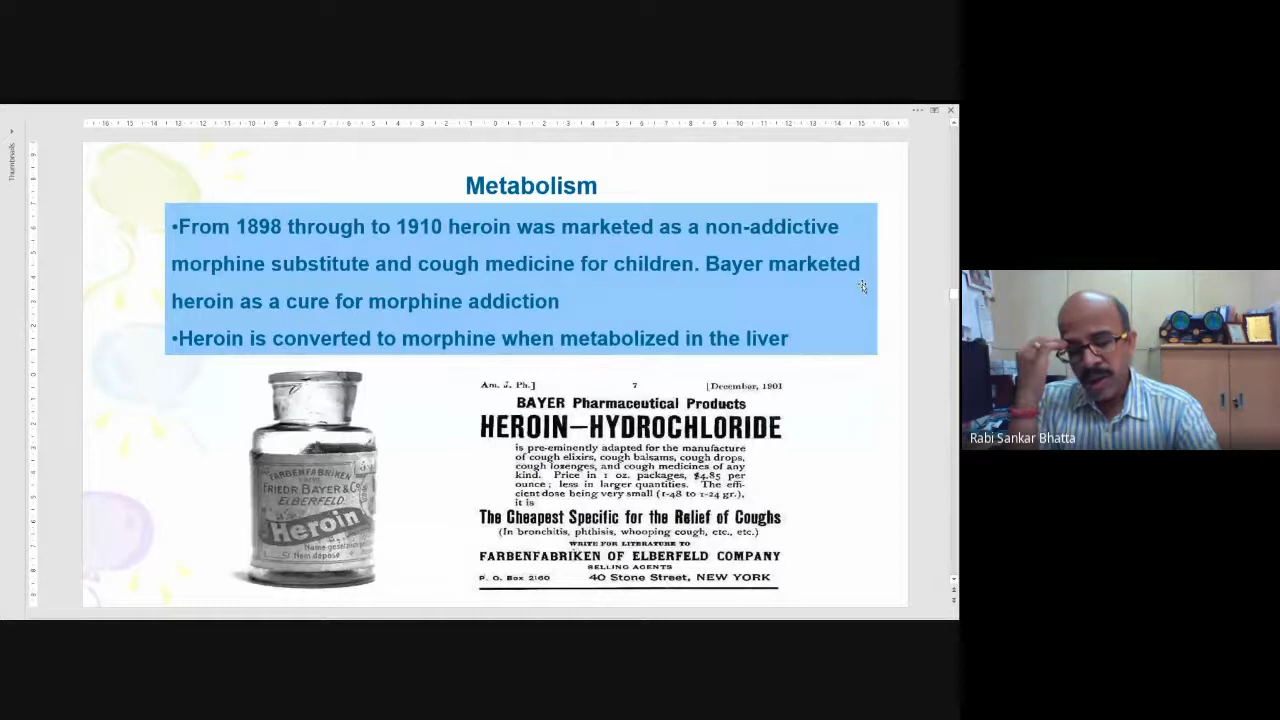 Metabolism
•From 1898 through to 1910 heroin was marketed as a non-addictive
morphine substitute and cough medicine for children. Bayer marketed
heroin as a cure for morphine addiction
•Heroin is converted to morphine when metabolized in the liver
FARBENFABRIKEN
FRIEDR BAYER & Co
ELBERFELD
Heroin
Am. J. Ph.] 7 [December, 1901
BAYER Pharmaceutical Products
HEROIN—HYDROCHLORIDE
is pre-eminently adapted for the manufacture
of cough elixirs, cough balsams, cough drops,
cough lozenges, and cough medicines of any
kind. Price in 1 oz. packages, $4.85 per
ounce; less in larger quantities. The effi-
cient dose being very small (1-48 to 1-24 gr.),
it is
The Cheapest Specific for the Relief of Coughs
(In bronchitis, phthisis, whooping cough, etc., etc.)
WRITE FOR LITERATURE TO
FARBENFABRIKEN OF ELBERFELD COMPANY
SELLING AGENTS
P. O. Box 2160 40 Stone Street, NEW YORK
Thumbnails
Rabi Sankar Bhatta